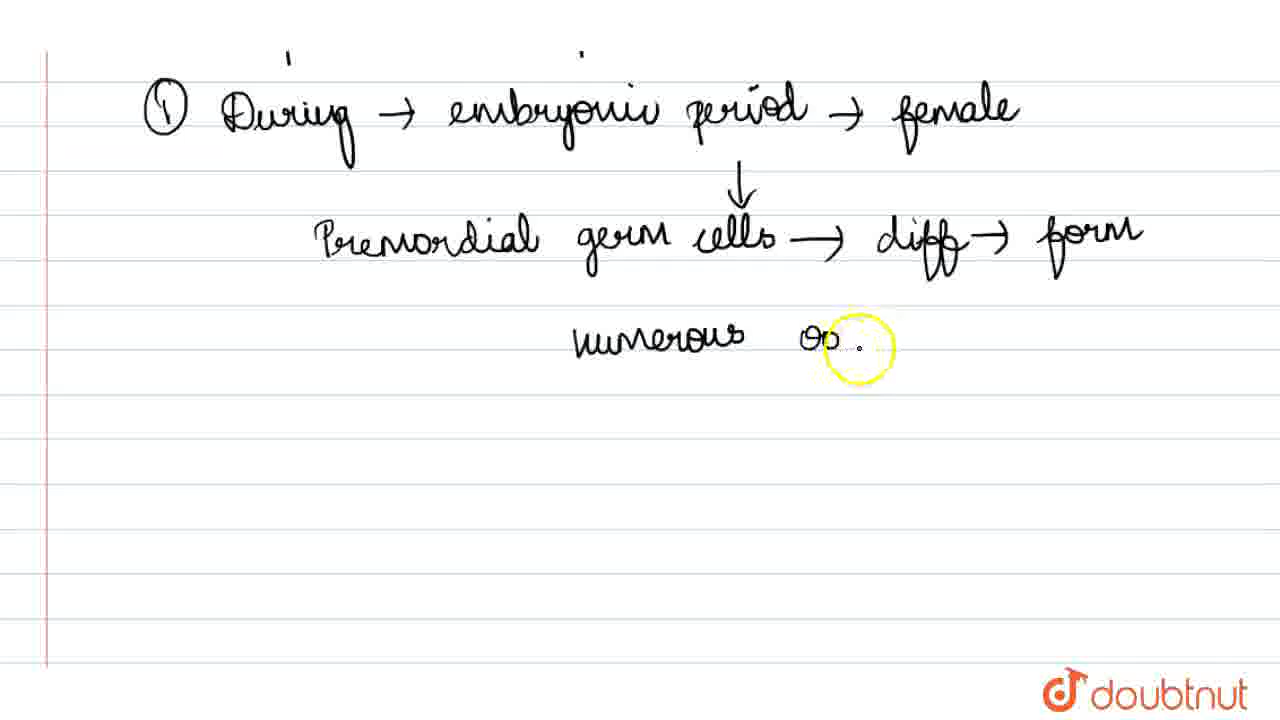 ① During → embryonic period → female
↓
Premordial germ cells → diff → form
numerous oo
doubtnut